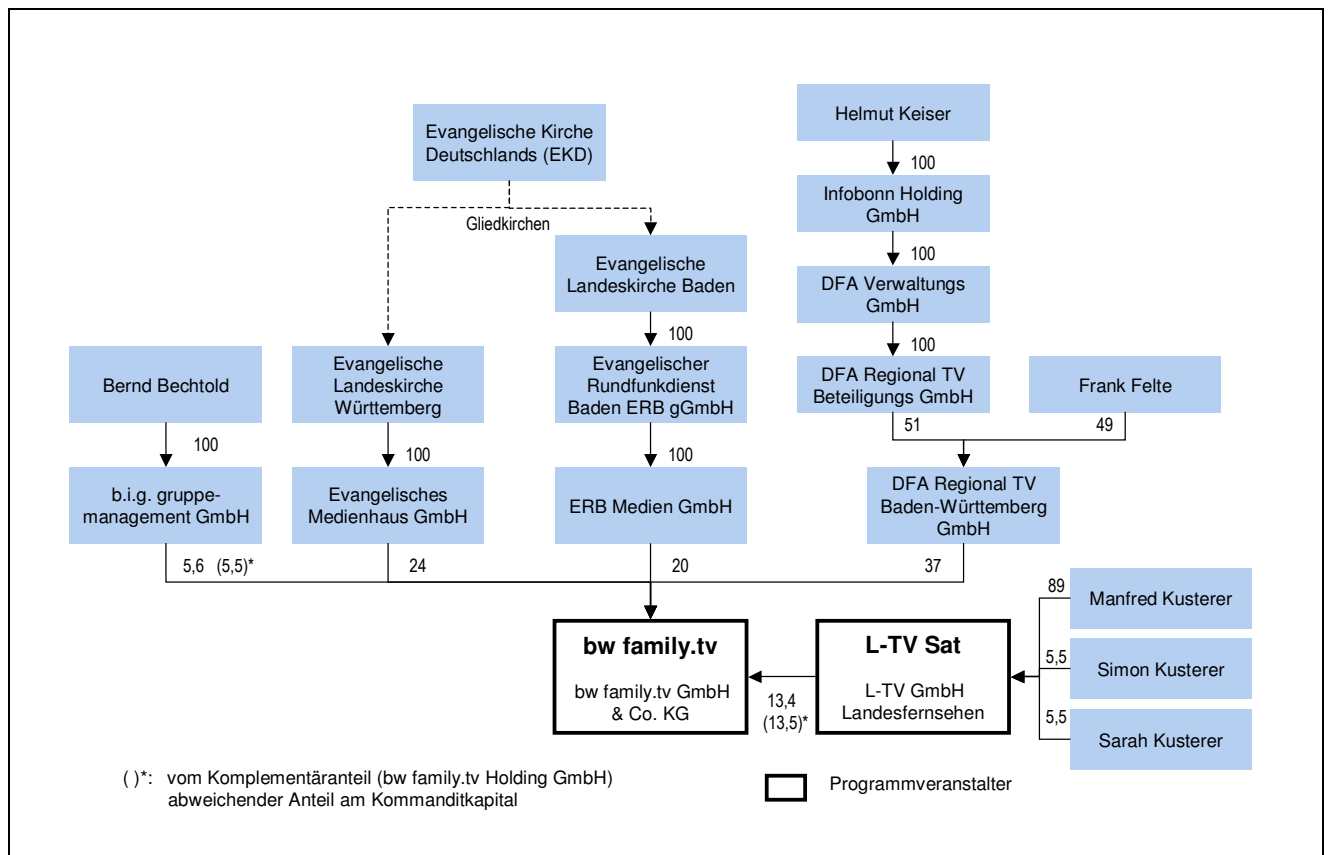 Evangelische Kirche
Deutschlands (EKD)
Helmut Keiser
100
Infobonn Holding
GmbH
Gliedkirchen
100
Evangelische
Landeskirche Baden
DFA Verwaltungs
GmbH
100
100
Bernd Bechtold
Evangelische
Landeskirche
Württemberg
Evangelischer
Rundfunkdienst
Baden ERB gGmbH
DFA Regional TV
Beteiligungs GmbH
Frank Felte
51
49
100
100
100
b.i.g. gruppe-
management GmbH
Evangelisches
Medienhaus GmbH
ERB Medien GmbH
DFA Regional TV
Baden-Württemberg
GmbH
5,6 (5,5)*
24
20
37
89
Manfred Kusterer
bw family.tv
bw family.tv GmbH
& Co. KG
13,4
(13,5)*
L-TV Sat
L-TV GmbH
Landesfernsehen
5,5
Simon Kusterer
5,5
Sarah Kusterer
( )*: vom Komplementäranteil (bw family.tv Holding GmbH)
abweichender Anteil am Kommanditkapital
Programmveranstalter